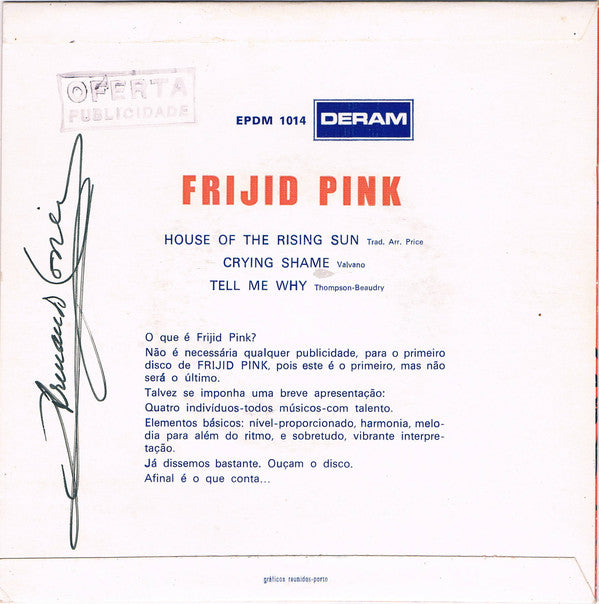 OFERTA
PUBLICIDADE
EPDM 1014 DERAM
FRIJID PINK
HOUSE OF THE RISING SUN Trad. Arr. Price
CRYING SHAME Valvano
TELL ME WHY Thompson-Beaudry
O que é Frijid Pink?
Não é necessária qualquer publicidade, para o primeiro
disco de FRIJID PINK, pois este é o primeiro, mas não
será o último.
Talvez se imponha uma breve apresentação:
Quatro indivíduos-todos músicos-com talento.
Elementos básicos: nível-proporcionado, harmonia, melo-
dia para além do ritmo, e sobretudo, vibrante interpre-
tação.
Já dissemos bastante. Ouçam o disco.
Afinal é o que conta...
gráficos reunidos-porto